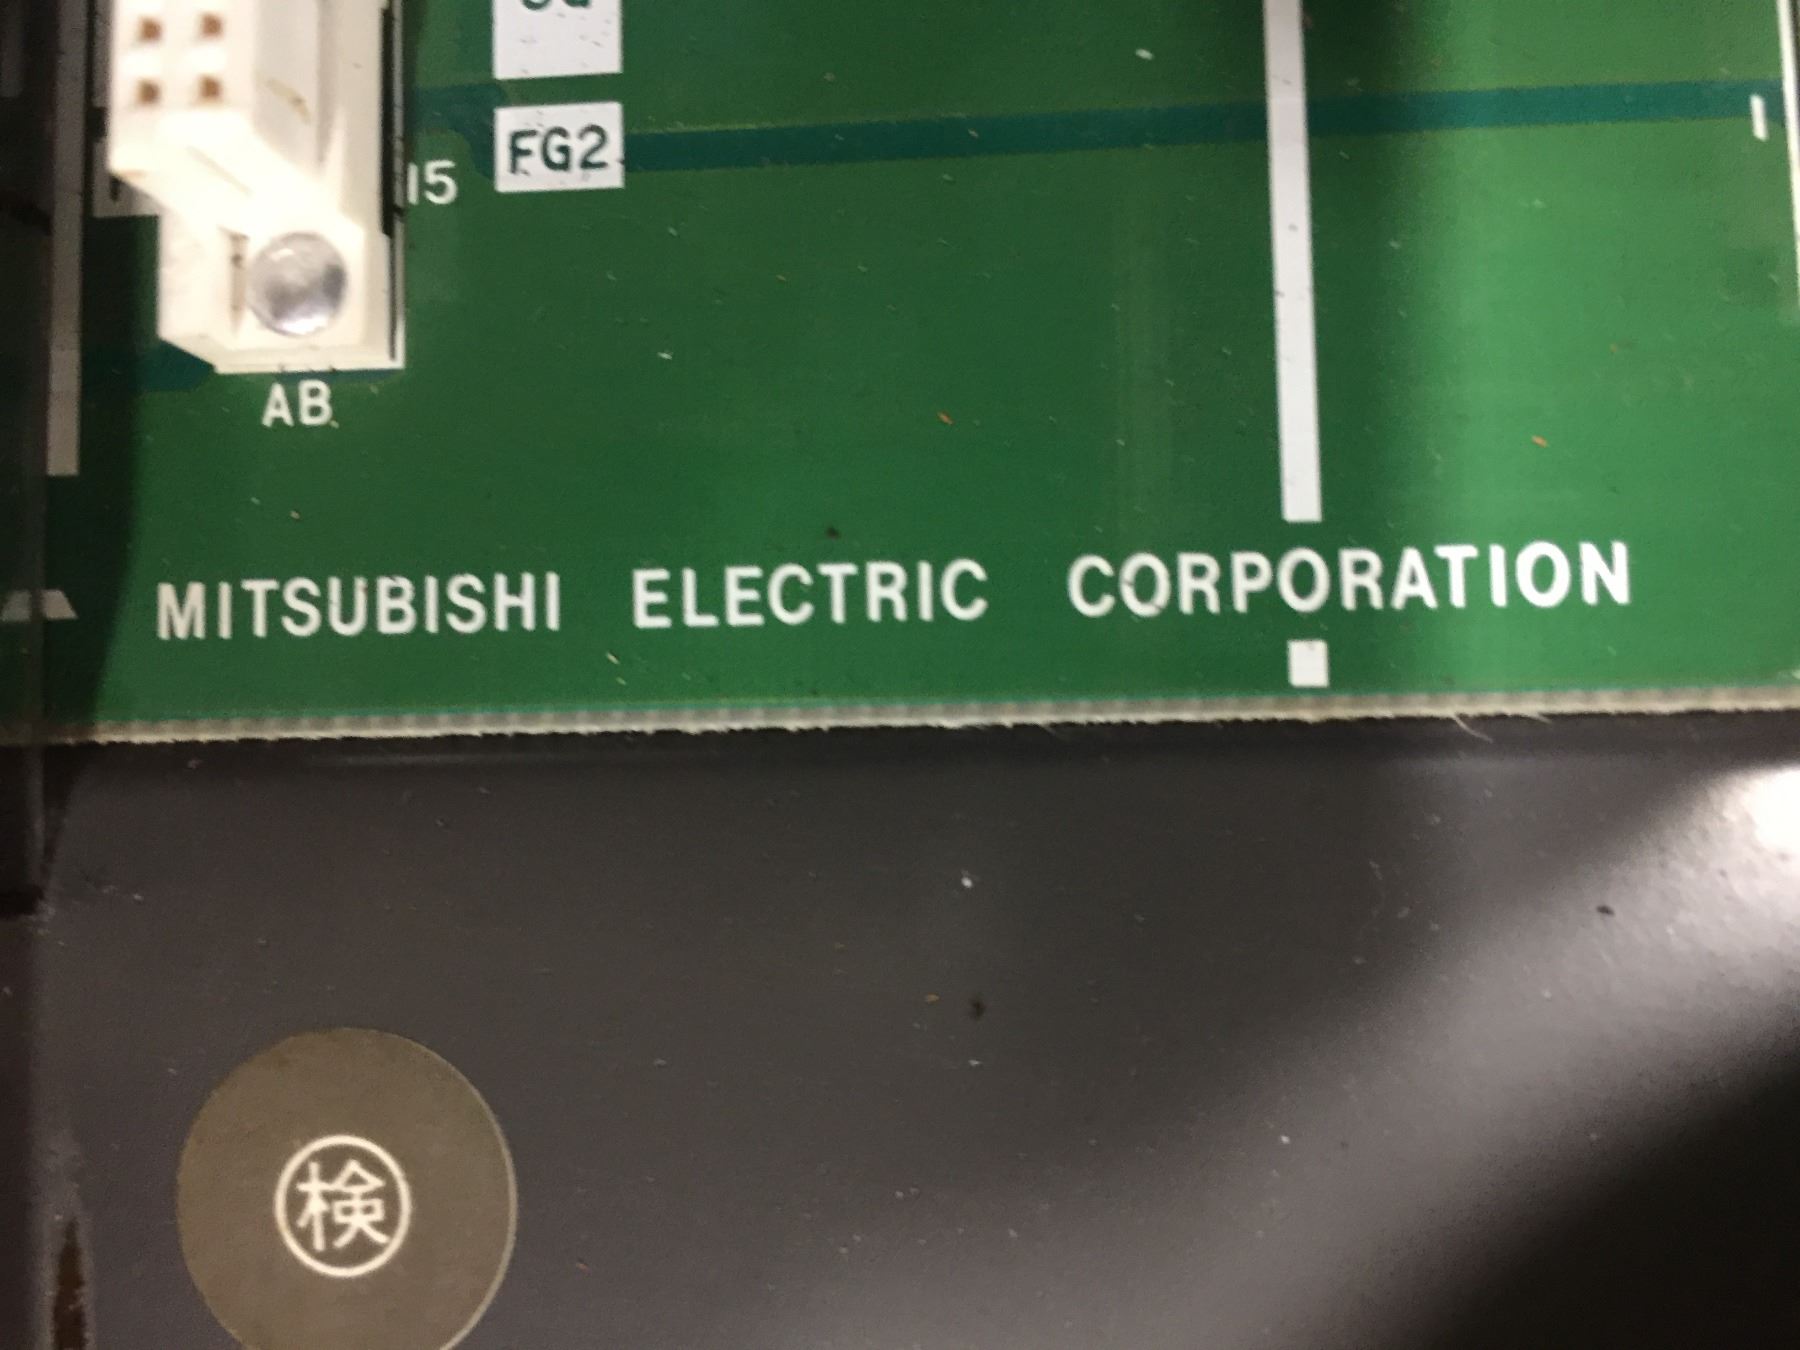 FG2
15
AB
MITSUBISHI ELECTRIC CORPORATION
検